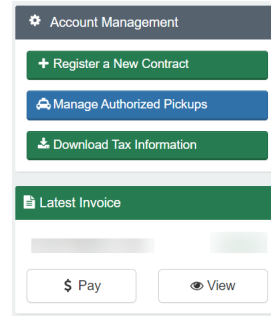 Account Management
Register a New Contract
Manage Authorized Pickups
Download Tax Information
Latest Invoice
$ Pay
View